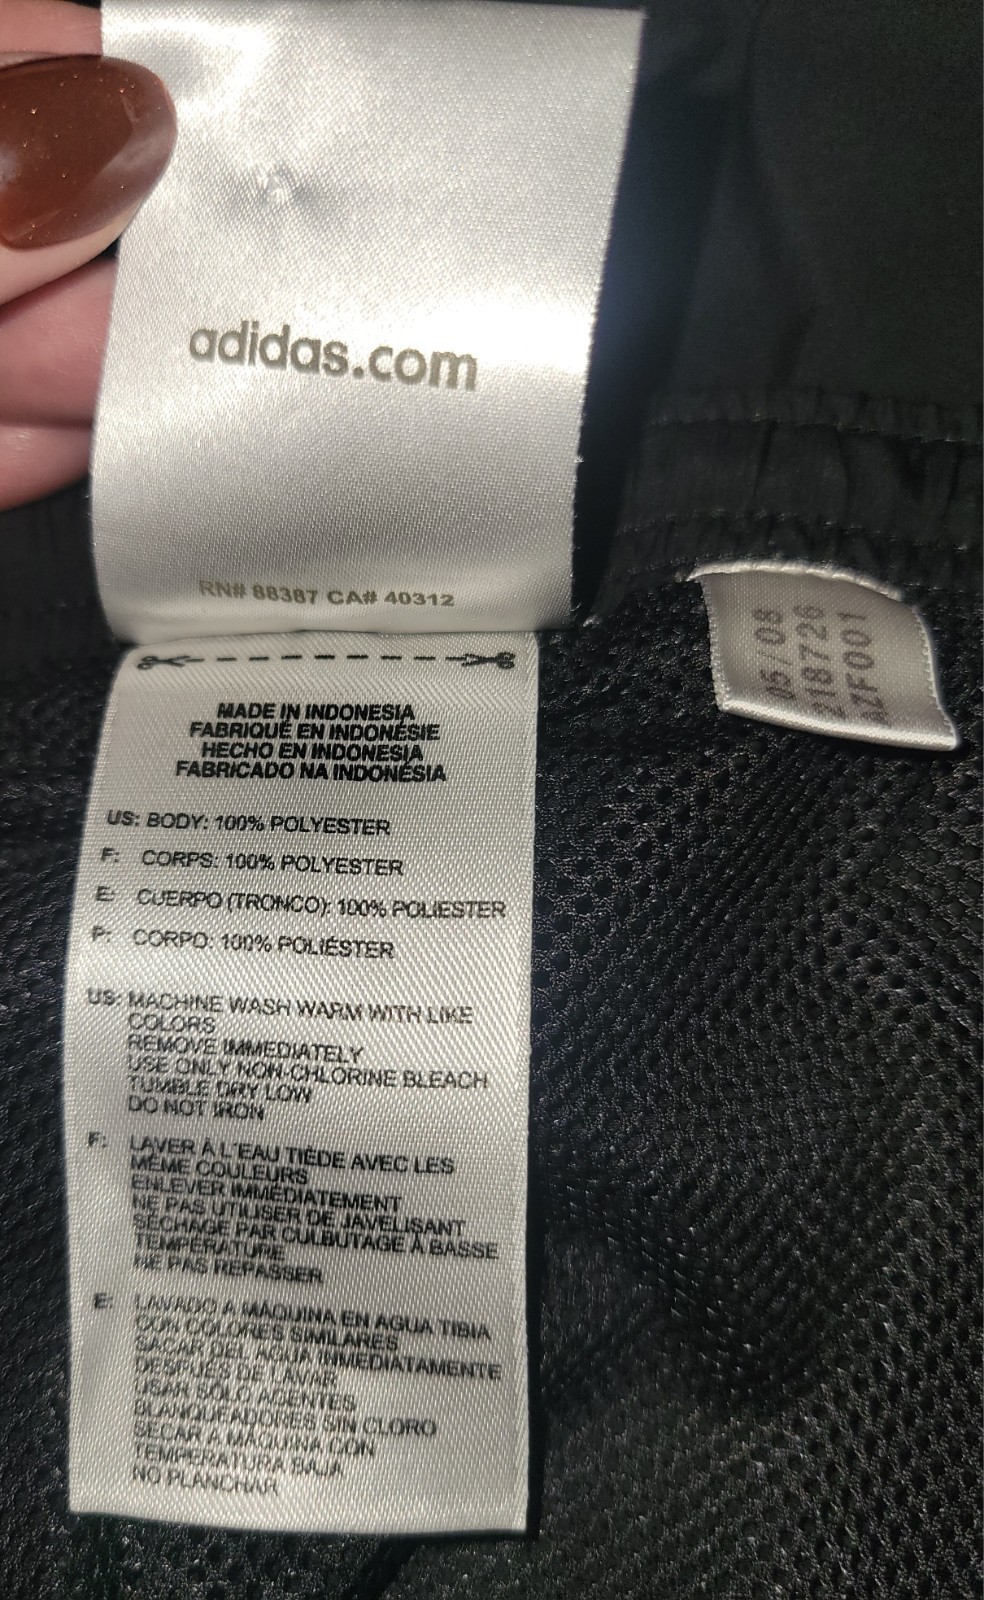 adidas.com
RN# 88387 CA# 40312
MADE IN INDONESIA
FABRIQUÉ EN INDONÉSIE
HECHO EN INDONESIA
FABRICADO NA INDONÉSIA
US: BODY: 100% POLYESTER
F: CORPS: 100% POLYESTER
E: CUERPO (TRONCO): 100% POLIESTER
P: CORPO: 100% POLIÉSTER
US: MACHINE WASH WARM WITH LIKE
COLORS
REMOVE IMMEDIATELY
USE ONLY NON-CHLORINE BLEACH
TUMBLE DRY LOW
DO NOT IRON
F: LAVER À L'EAU TIÈDE AVEC LES
MÊME COULEURS
ENLEVER IMMÉDIATEMENT
NE PAS UTILISER DE JAVELISANT
SÉCHAGE PAR CULBUTAGE À BASSE
TEMPÉRATURE
NE PAS REPASSER
E: LAVADO A MÁQUINA EN AGUA TIBIA
CON COLORES SIMILARES
SACAR DEL AGUA IMMEDIATAMENTE
DESPUÉS DE LAVAR
USAR SÓLO AGENTES
BLANQUEADORES SIN CLORO
SECAR A MÁQUINA CON
TEMPERATURA BAJA
NO PLANCHAR
05/08
218726
AZF001